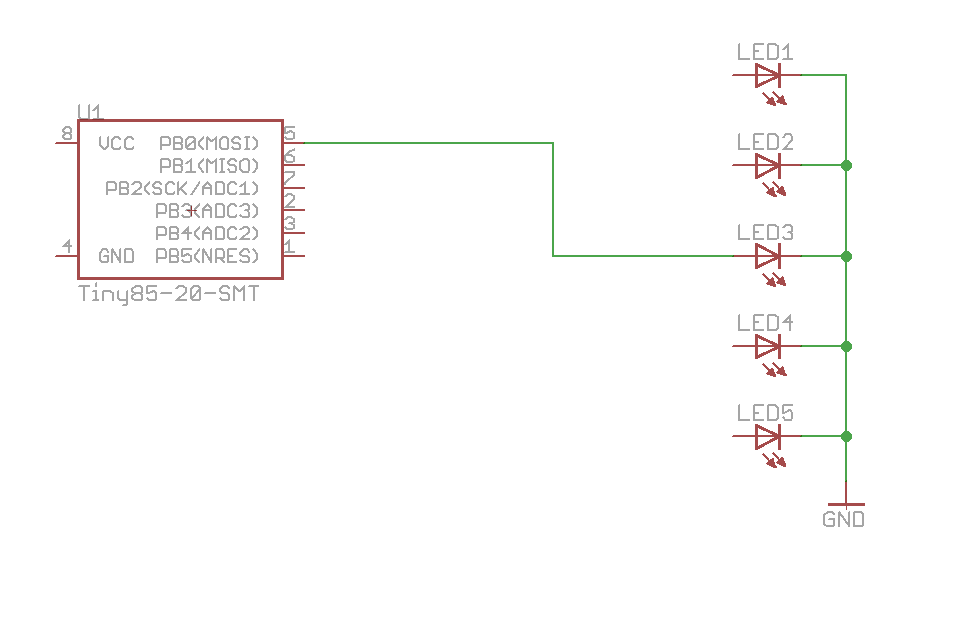 LED1
U1
8 VCC PB0(MOSI) 5
PB1(MISO) 6
LED2
PB2(SCK/ADC1) 7
PB3(ADC3) 2
PB4(ADC2) 3
LED3
4 GND PB5(NRES) 1
Tiny85-20-SMT
LED4
LED5
GND